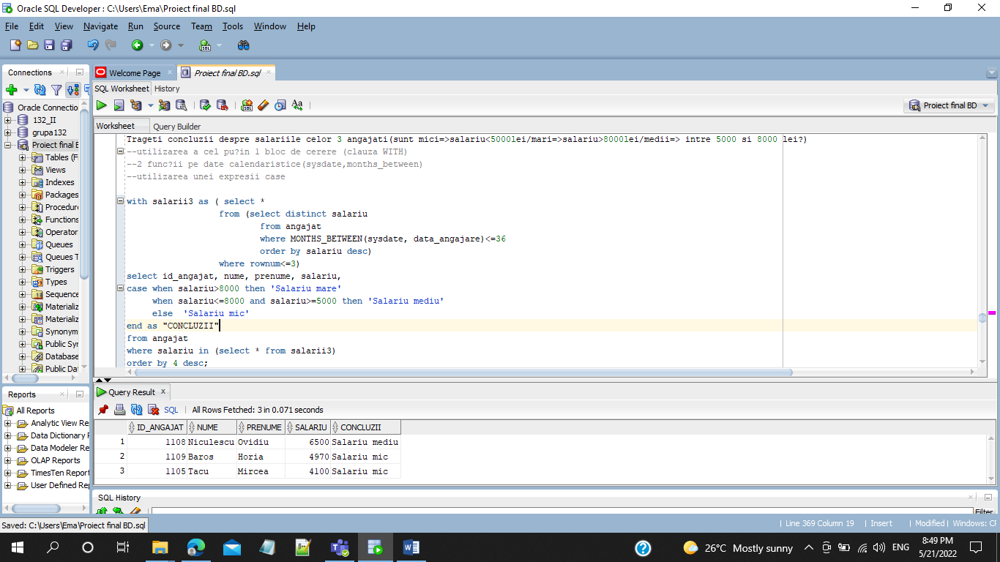 Oracle SQL Developer : C:\Users\Ema\Proiect final BD.sql
File Edit View Navigate Run Source Team Tools Window Help
Connections
Welcome Page
Proiect final BD.sql
SQL Worksheet History
Proiect final BD
Worksheet Query Builder
Oracle Connectio
132_II
grupa132
Proiect final B
Tables (F
Views
Indexes
Packages
Procedure
Functions
Operator
Queues
Queues T
Triggers
Types
Sequence
Materializ
Materializ
Synonym
Public Syr
Database
Public Dat
Trageti concluzii despre salariile celor 3 angajati(sunt mici=>salariu<5000lei/mari=>salariu>8000lei/medii=> intre 5000 si 8000 lei?)
--utilizarea a cel pu?in 1 bloc de cerere (clauza WITH)
--2 func?ii pe date calendaristice(sysdate,months_between)
--utilizarea unei expresii case
with salarii3 as ( select *
from (select distinct salariu
from angajat
where MONTHS_BETWEEN(sysdate, data_angajare)<=36
order by salariu desc)
where rownum<=3)
select id_angajat, nume, prenume, salariu,
case when salariu>8000 then 'Salariu mare'
when salariu<=8000 and salariu>=5000 then 'Salariu mediu'
else 'Salariu mic'
end as "CONCLUZII"
from angajat
where salariu in (select * from salarii3)
order by 4 desc;
Reports
All Reports
Analytic View Re
Data Dictionary R
Data Modeler Re
OLAP Reports
TimesTen Report
User Defined Rep
Query Result
SQL | All Rows Fetched: 3 in 0.071 seconds
ID_ANGAJAT NUME PRENUME SALARIU CONCLUZII
1 1108 Niculescu Ovidiu 6500 Salariu mediu
2 1109 Baros Horia 4970 Salariu mic
3 1105 Tacu Mircea 4100 Salariu mic
SQL History
Filter
Saved: C:\Users\Ema\Proiect final BD.sql
| Line 369 Column 19 | Insert | Modified | Windows: CF
26°C Mostly sunny ENG 8:49 PM
5/21/2022